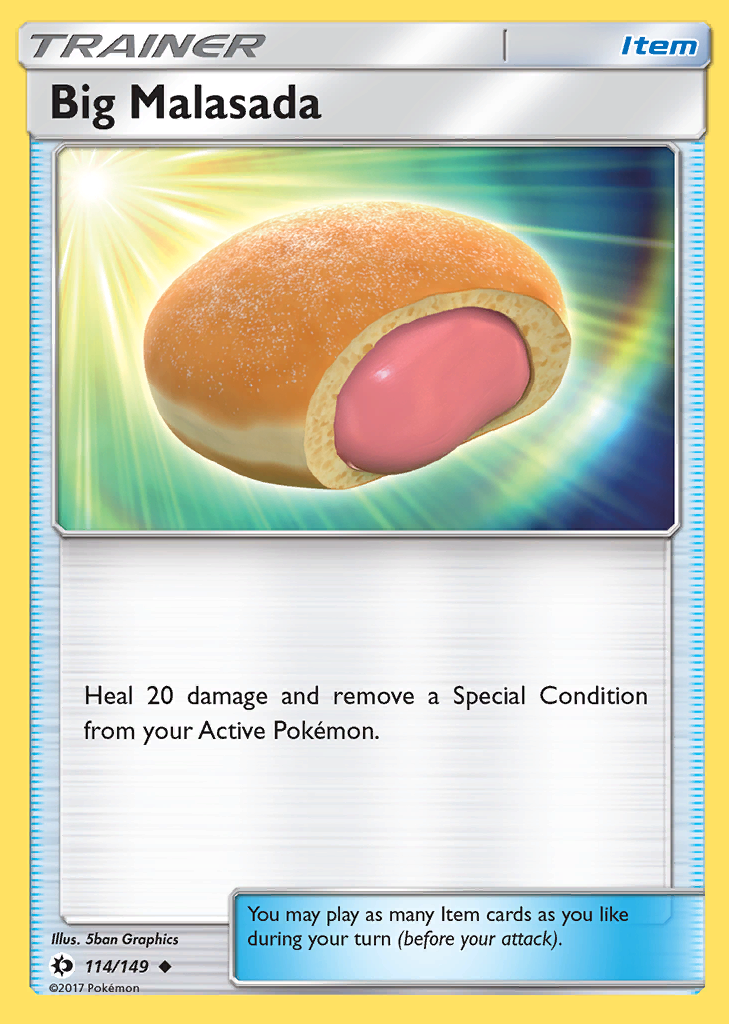 TRAINER
Item
Big Malasada
Heal 20 damage and remove a Special Condition
from your Active Pokémon.
You may play as many Item cards as you like
during your turn (before your attack).
Illus. 5ban Graphics
114/149 ◆
©2017 Pokémon